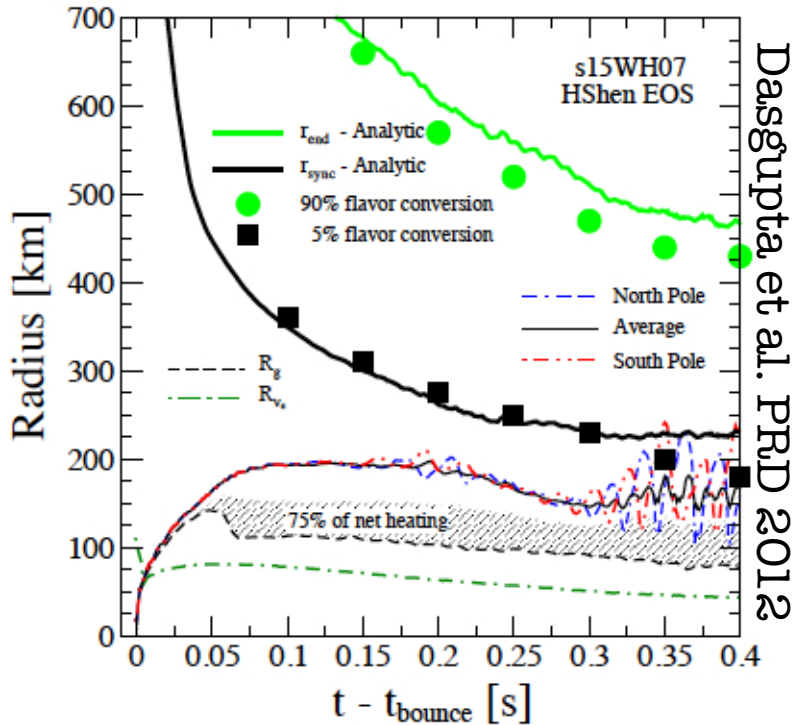 700
600
500
400
300
200
100
0
Radius [km]
s15WH07
HShen EOS
r_end - Analytic
r_sync - Analytic
90% flavor conversion
5% flavor conversion
North Pole
Average
South Pole
R_g
R_νe
75% of net heating
0 0.05 0.1 0.15 0.2 0.25 0.3 0.35 0.4
t - t_bounce [s]
Dasgupta et al. PRD 2012